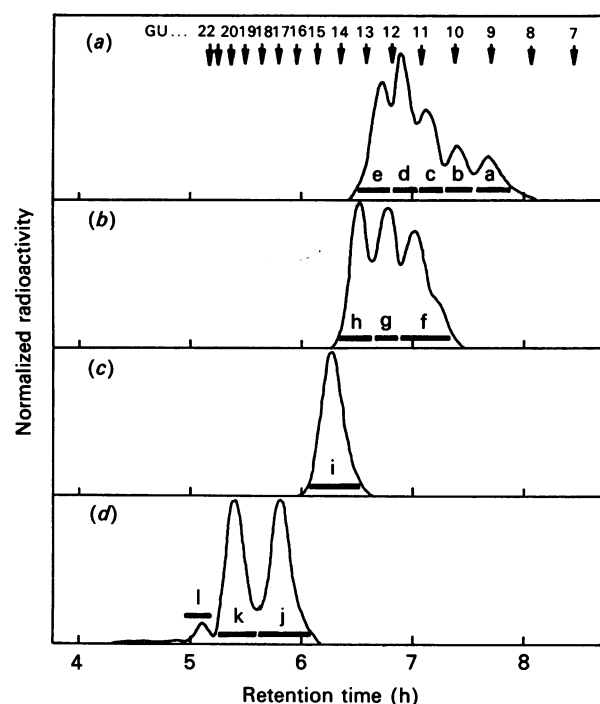 GU... 22 20 19 18 17 16 15 14 13 12 11 10 9 8 7
(a)
e d c b a
(b)
h g f
(c)
i
(d)
l k j
4 5 6 7 8
Retention time (h)
Normalized radioactivity